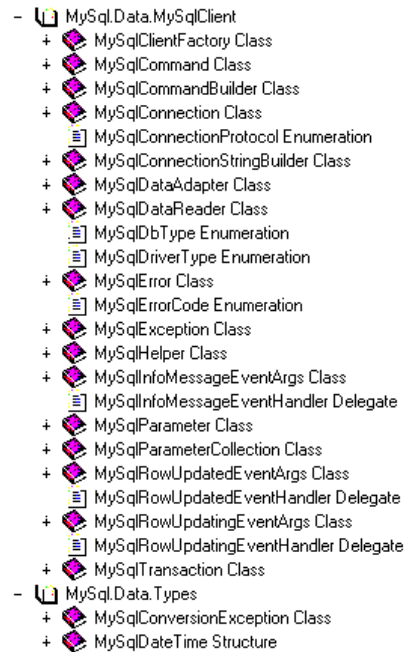 MySql.Data.MySqlClient
MySqlClientFactory Class
MySqlCommand Class
MySqlCommandBuilder Class
MySqlConnection Class
MySqlConnectionProtocol Enumeration
MySqlConnectionStringBuilder Class
MySqlDataAdapter Class
MySqlDataReader Class
MySqlDbType Enumeration
MySqlDriverType Enumeration
MySqlError Class
MySqlErrorCode Enumeration
MySqlException Class
MySqlHelper Class
MySqlInfoMessageEventArgs Class
MySqlInfoMessageEventHandler Delegate
MySqlParameter Class
MySqlParameterCollection Class
MySqlRowUpdatedEventArgs Class
MySqlRowUpdatedEventHandler Delegate
MySqlRowUpdatingEventArgs Class
MySqlRowUpdatingEventHandler Delegate
MySqlTransaction Class
MySql.Data.Types
MySqlConversionException Class
MySqlDateTime Structure